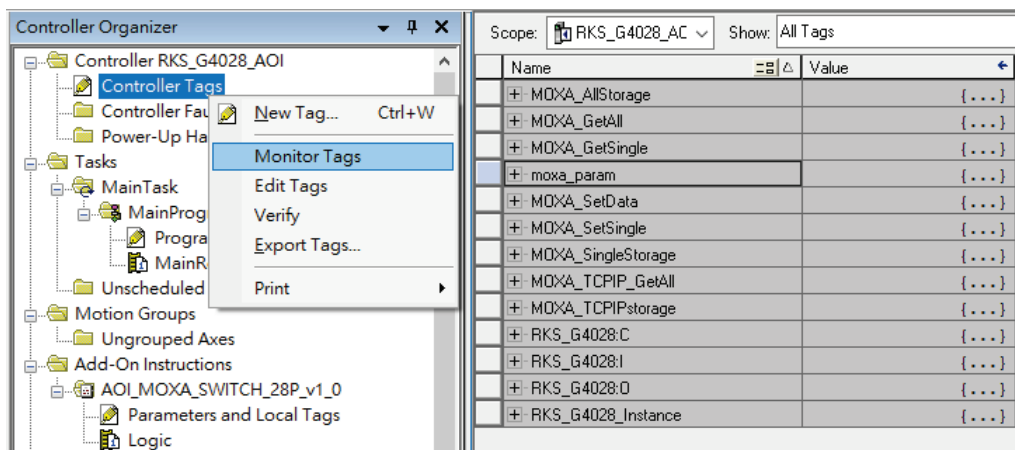 Controller Organizer
Controller RKS_G4028_AOI
Controller Tags
Controller Fau
Power-Up Ha
Tasks
MainTask
MainProg
Progra
MainR
Unscheduled
Motion Groups
Ungrouped Axes
Add-On Instructions
AOI_MOXA_SWITCH_28P_v1_0
Parameters and Local Tags
Logic
New Tag... Ctrl+W
Monitor Tags
Edit Tags
Verify
Export Tags...
Print
Scope: RKS_G4028_AC Show: All Tags
Name Value
MOXA_AllStorage {...}
MOXA_GetAll {...}
MOXA_GetSingle {...}
moxa_param {...}
MOXA_SetData {...}
MOXA_SetSingle {...}
MOXA_SingleStorage {...}
MOXA_TCPIP_GetAll {...}
MOXA_TCPIPstorage {...}
RKS_G4028:C {...}
RKS_G4028:I {...}
RKS_G4028:O {...}
RKS_G4028_Instance {...}